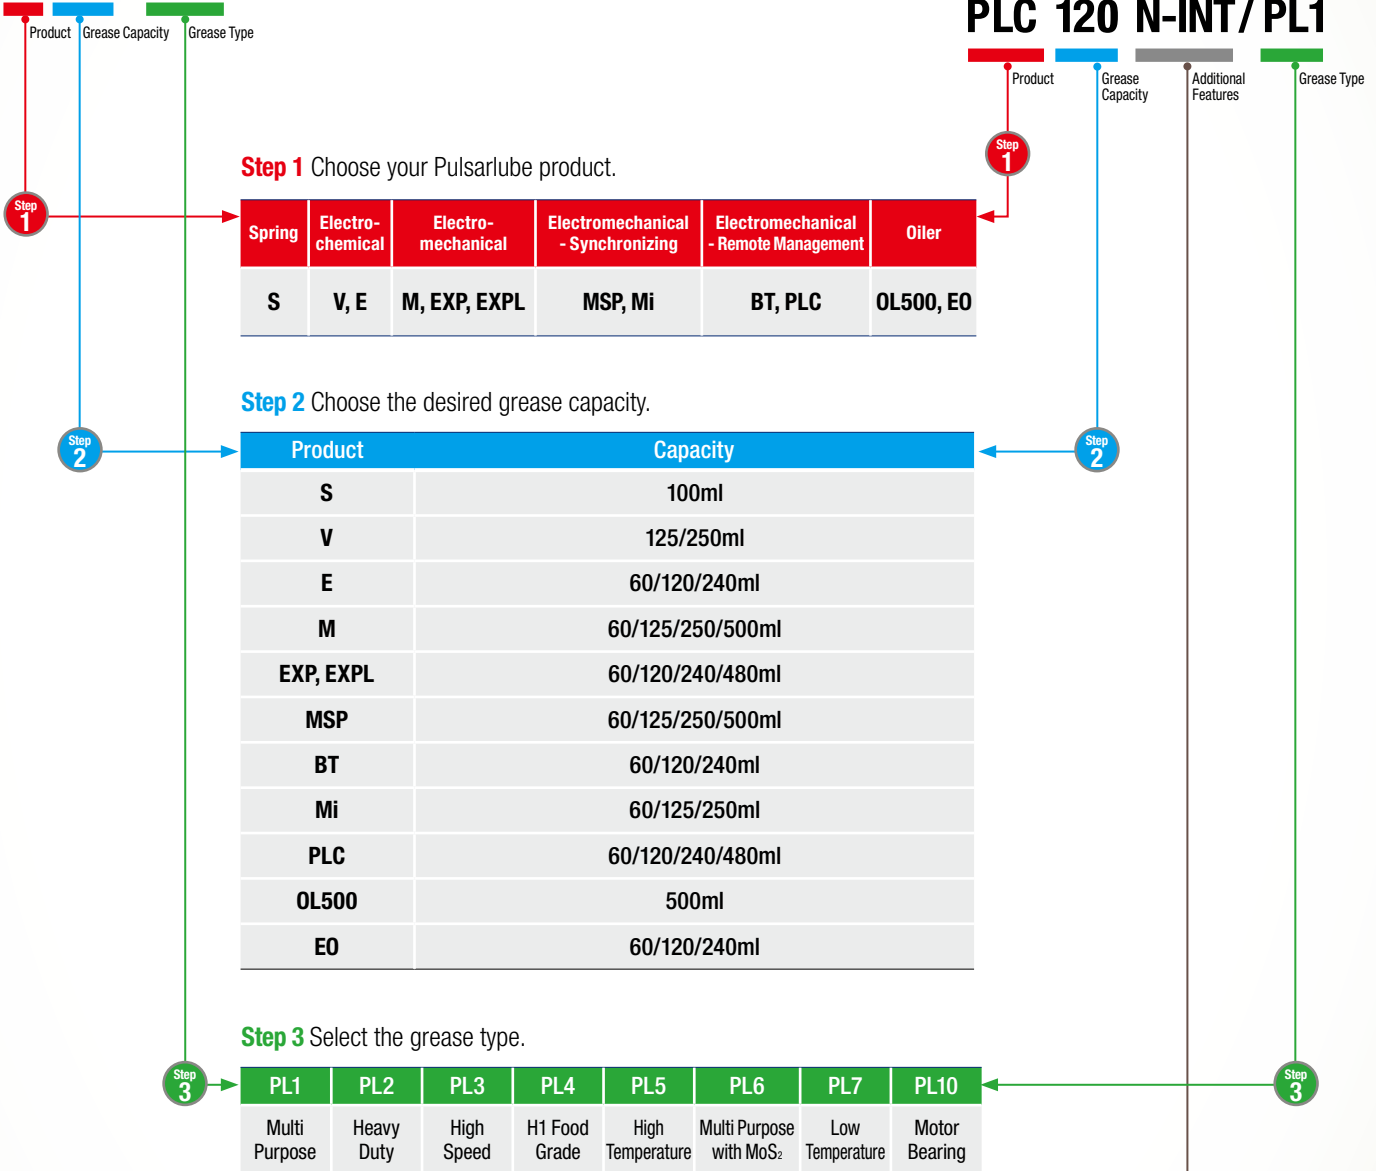 PLC 120 N-INT / PL1
Product Grease Capacity Grease Type
Product Grease Capacity Additional Features Grease Type
Step 1
Step 1 Choose your Pulsarlube product.
Step 1
Spring Electro-chemical Electro-mechanical Electromechanical - Synchronizing Electromechanical - Remote Management Oiler
S V, E M, EXP, EXPL MSP, Mi BT, PLC OL500, EO
Step 2 Choose the desired grease capacity.
Step 2
Product Capacity
Step 2
S 100ml
V 125/250ml
E 60/120/240ml
M 60/125/250/500ml
EXP, EXPL 60/120/240/480ml
MSP 60/125/250/500ml
BT 60/120/240ml
Mi 60/125/250ml
PLC 60/120/240/480ml
OL500 500ml
EO 60/120/240ml
Step 3 Select the grease type.
Step 3
PL1 PL2 PL3 PL4 PL5 PL6 PL7 PL10
Step 3
Multi Purpose Heavy Duty High Speed H1 Food Grade High Temperature Multi Purpose with MoS₂ Low Temperature Motor Bearing